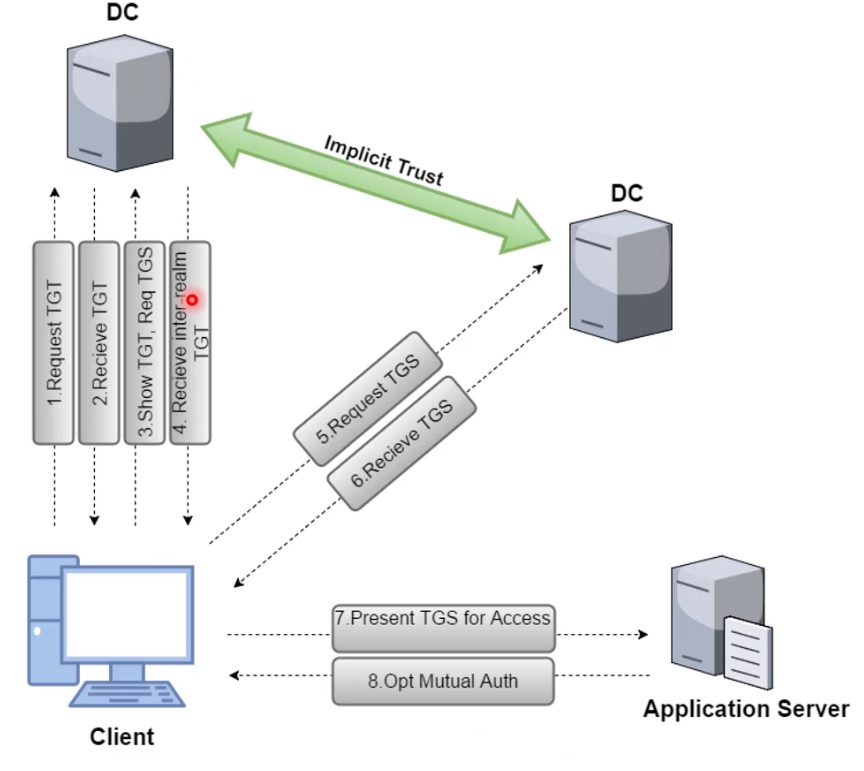 DC
Implicit Trust
DC
1.Request TGT
2.Recieve TGT
3.Show TGT, Req TGS
4. Recieve inter-realm
TGT
5.Request TGS
6.Recieve TGS
7.Present TGS for Access
8.Opt Mutual Auth
Client
Application Server